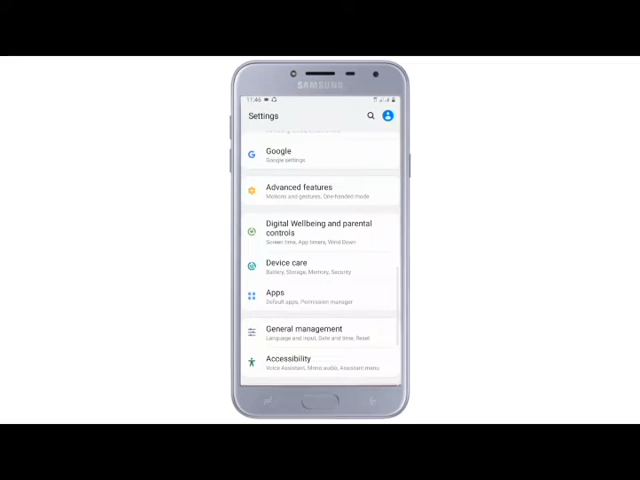 SAMSUNG
11:46
Settings
Google
Google settings
Advanced features
Motions and gestures, One-handed mode
Digital Wellbeing and parental
controls
Screen time, App timers, Wind Down
Device care
Battery, Storage, Memory, Security
Apps
Default apps, Permission manager
General management
Language and input, Date and time, Reset
Accessibility
Voice Assistant, Mono audio, Assistant menu